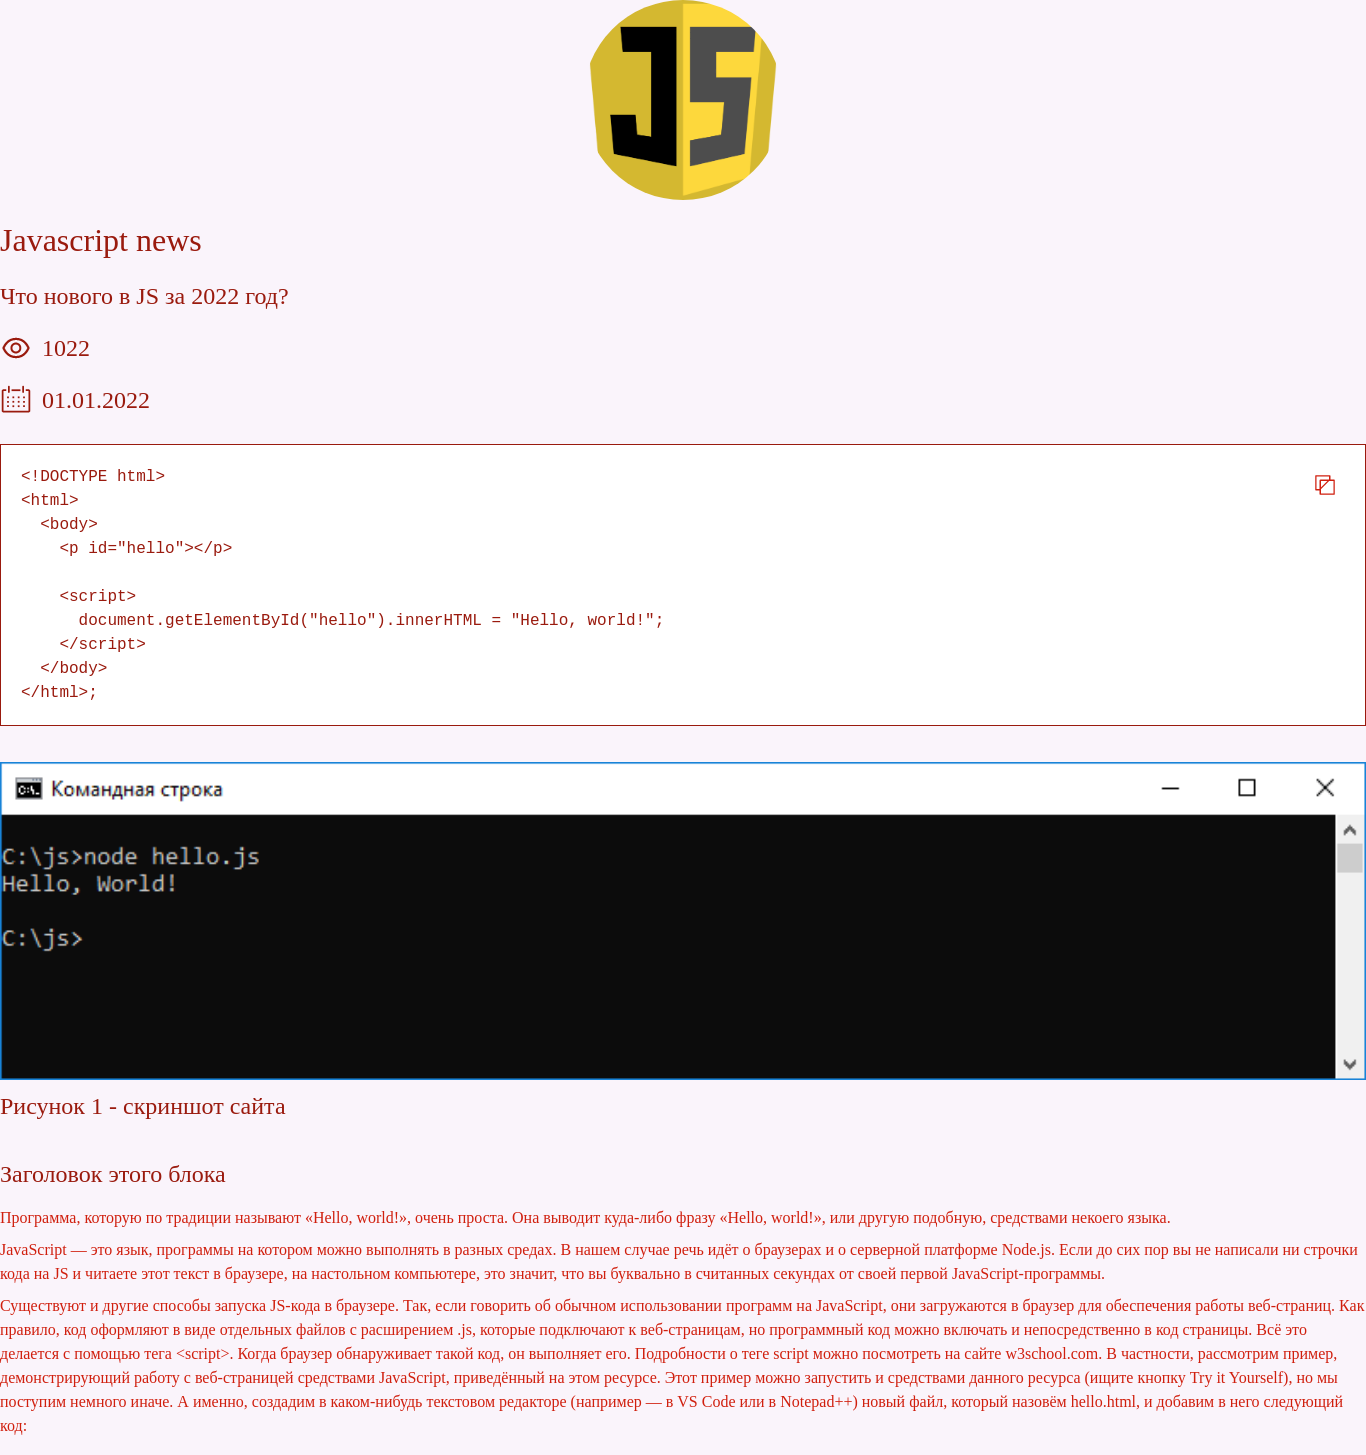 JS
Javascript news
Что нового в JS за 2022 год?
1022
01.01.2022
<!DOCTYPE html>
<html>
  <body>
    <p id="hello"></p>

    <script>
      document.getElementById("hello").innerHTML = "Hello, world!";
    </script>
  </body>
</html>;
C:\. Командная строка
C:\js>node hello.js
Hello, World!
C:\js>
Рисунок 1 - скриншот сайта
Заголовок этого блока
Программа, которую по традиции называют «Hello, world!», очень проста. Она выводит куда-либо фразу «Hello, world!», или другую подобную, средствами некоего языка.
JavaScript — это язык, программы на котором можно выполнять в разных средах. В нашем случае речь идёт о браузерах и о серверной платформе Node.js. Если до сих пор вы не написали ни строчки
кода на JS и читаете этот текст в браузере, на настольном компьютере, это значит, что вы буквально в считанных секундах от своей первой JavaScript-программы.
Существуют и другие способы запуска JS-кода в браузере. Так, если говорить об обычном использовании программ на JavaScript, они загружаются в браузер для обеспечения работы веб-страниц. Как
правило, код оформляют в виде отдельных файлов с расширением .js, которые подключают к веб-страницам, но программный код можно включать и непосредственно в код страницы. Всё это
делается с помощью тега <script>. Когда браузер обнаруживает такой код, он выполняет его. Подробности о теге script можно посмотреть на сайте w3school.com. В частности, рассмотрим пример,
демонстрирующий работу с веб-страницей средствами JavaScript, приведённый на этом ресурсе. Этот пример можно запустить и средствами данного ресурса (ищите кнопку Try it Yourself), но мы
поступим немного иначе. А именно, создадим в каком-нибудь текстовом редакторе (например — в VS Code или в Notepad++) новый файл, который назовём hello.html, и добавим в него следующий
код: